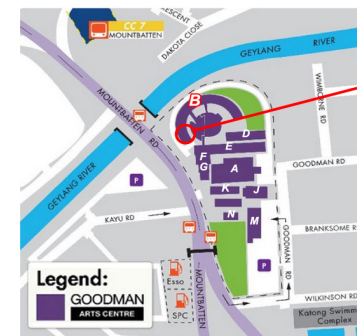 CC 7
MOUNTBATTEN
CRESCENT
DAKOTA CLOSE
GEYLANG RIVER
MOUNTBATTEN RD
WIMBORNE RD
B
D
E
F
G
A
K
J
N
M
P
GOODMAN RD
GEYLANG RIVER
KAYU RD
BRANKSOME R
GOODMAN RD
Esso
SPC
MOUNTBATTEN
P
WILKINSON RD
Katong Swimm
Complex
Legend:
GOODMAN
ARTS CENTRE